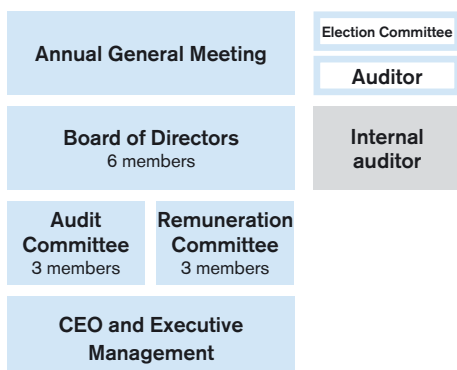 Annual General Meeting
Election Committee
Auditor
Board of Directors
6 members
Internal
auditor
Audit
Committee
3 members
Remuneration
Committee
3 members
CEO and Executive
Management